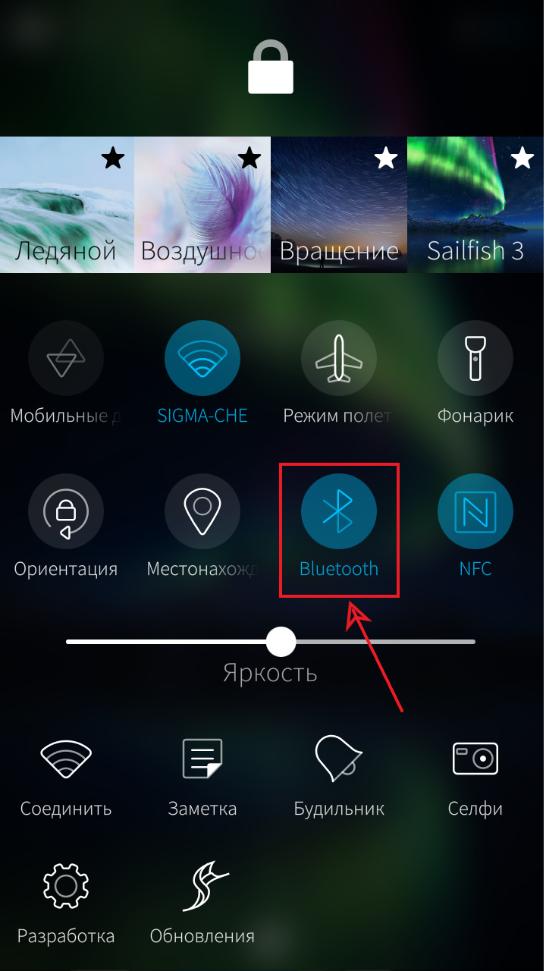 Ледяной
Воздушно
Вращение
Sailfish 3
Мобильные д
SIGMA-CHE
Режим полет
Фонарик
Ориентация
Местонахожд
Bluetooth
NFC
Яркость
Соединить
Заметка
Будильник
Селфи
Разработка
Обновления